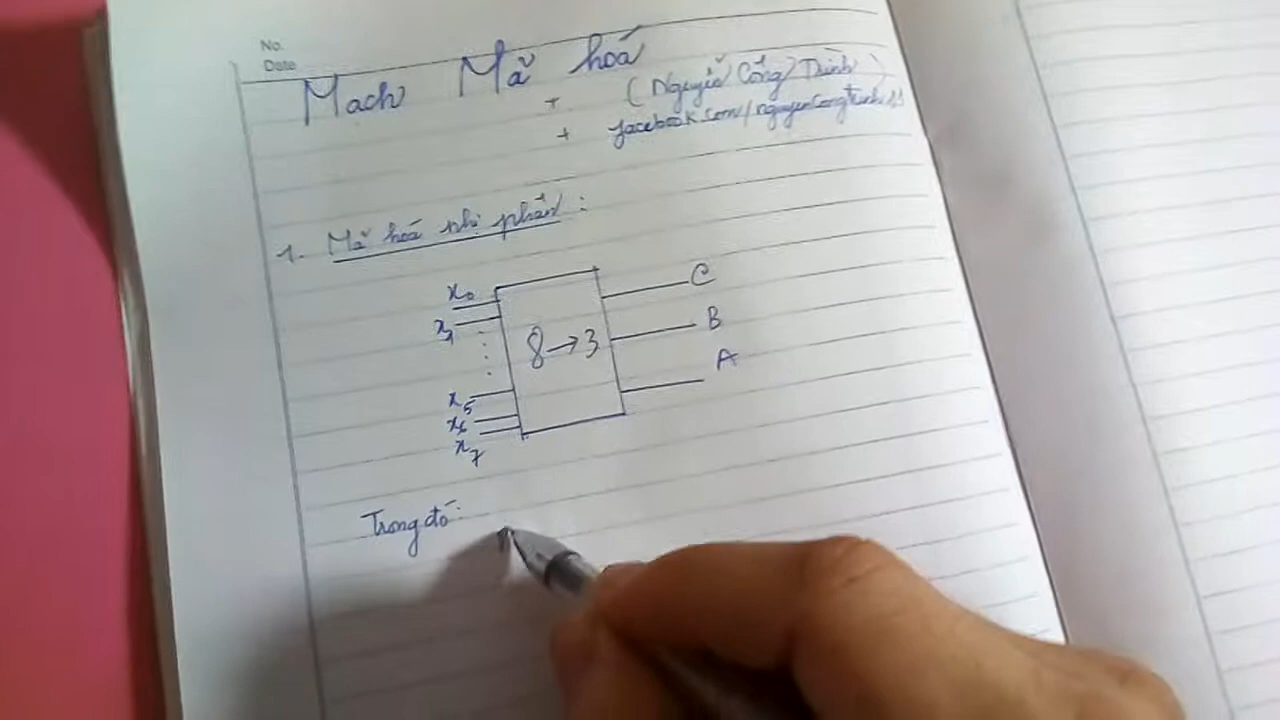 No.
Date
Mạch Mã hoá
+ (Nguyễn Công Trình)
+ facebook.com/nguyencongtrinh11
1. Mã hoá nhị phân:
x0
C
x1
8→3
B
A
x5
x6
x7
Trong đó: